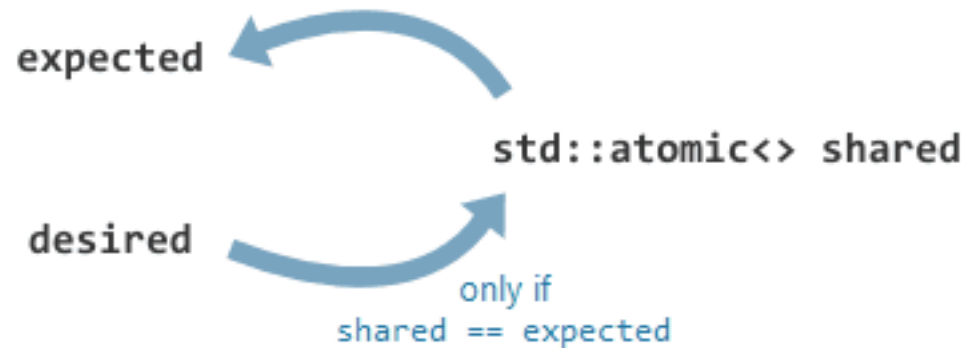 expected
std::atomic<> shared
desired
only if
shared == expected